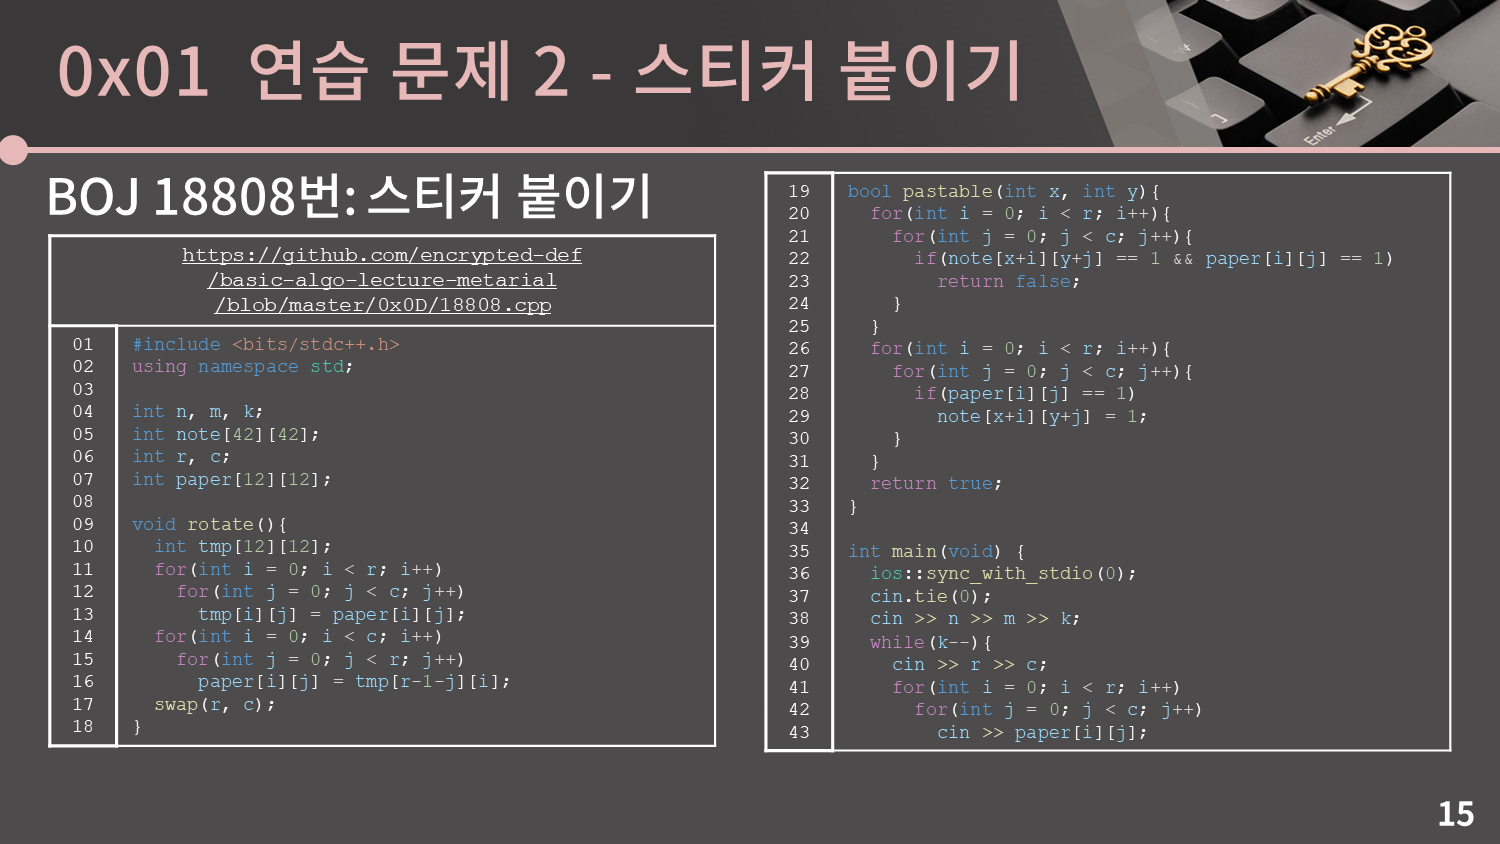 0x01 연습 문제 2 - 스티커 붙이기
BOJ 18808번: 스티커 붙이기
https://github.com/encrypted-def
/basic-algo-lecture-metarial
/blob/master/0x0D/18808.cpp
01 #include <bits/stdc++.h>
02 using namespace std;
03
04 int n, m, k;
05 int note[42][42];
06 int r, c;
07 int paper[12][12];
08
09 void rotate(){
10   int tmp[12][12];
11   for(int i = 0; i < r; i++)
12     for(int j = 0; j < c; j++)
13       tmp[i][j] = paper[i][j];
14   for(int i = 0; i < c; i++)
15     for(int j = 0; j < r; j++)
16       paper[i][j] = tmp[r-1-j][i];
17   swap(r, c);
18 }
19 bool pastable(int x, int y){
20   for(int i = 0; i < r; i++){
21     for(int j = 0; j < c; j++){
22       if(note[x+i][y+j] == 1 && paper[i][j] == 1)
23         return false;
24     }
25   }
26   for(int i = 0; i < r; i++){
27     for(int j = 0; j < c; j++){
28       if(paper[i][j] == 1)
29         note[x+i][y+j] = 1;
30     }
31   }
32   return true;
33 }
34
35 int main(void) {
36   ios::sync_with_stdio(0);
37   cin.tie(0);
38   cin >> n >> m >> k;
39   while(k--){
40     cin >> r >> c;
41     for(int i = 0; i < r; i++)
42       for(int j = 0; j < c; j++)
43         cin >> paper[i][j];
Enter
15